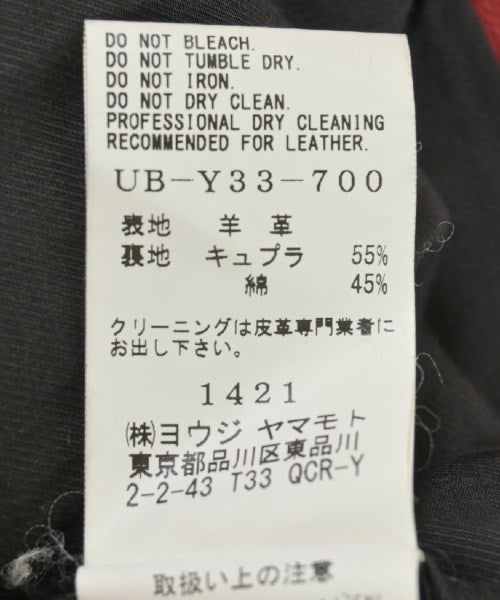 DO NOT BLEACH.
DO NOT TUMBLE DRY.
DO NOT IRON.
DO NOT DRY CLEAN.
PROFESSIONAL DRY CLEANING
RECOMMENDED FOR LEATHER.
UB-Y33-700
表地 羊 革
裏地 キュプラ 55%
綿 45%
クリーニングは皮革専門業者に
お出し下さい。
1421
㈱ヨウジ ヤマモト
東京都品川区東品川
2-2-43 T33 QCR-Y
取扱い上の注意